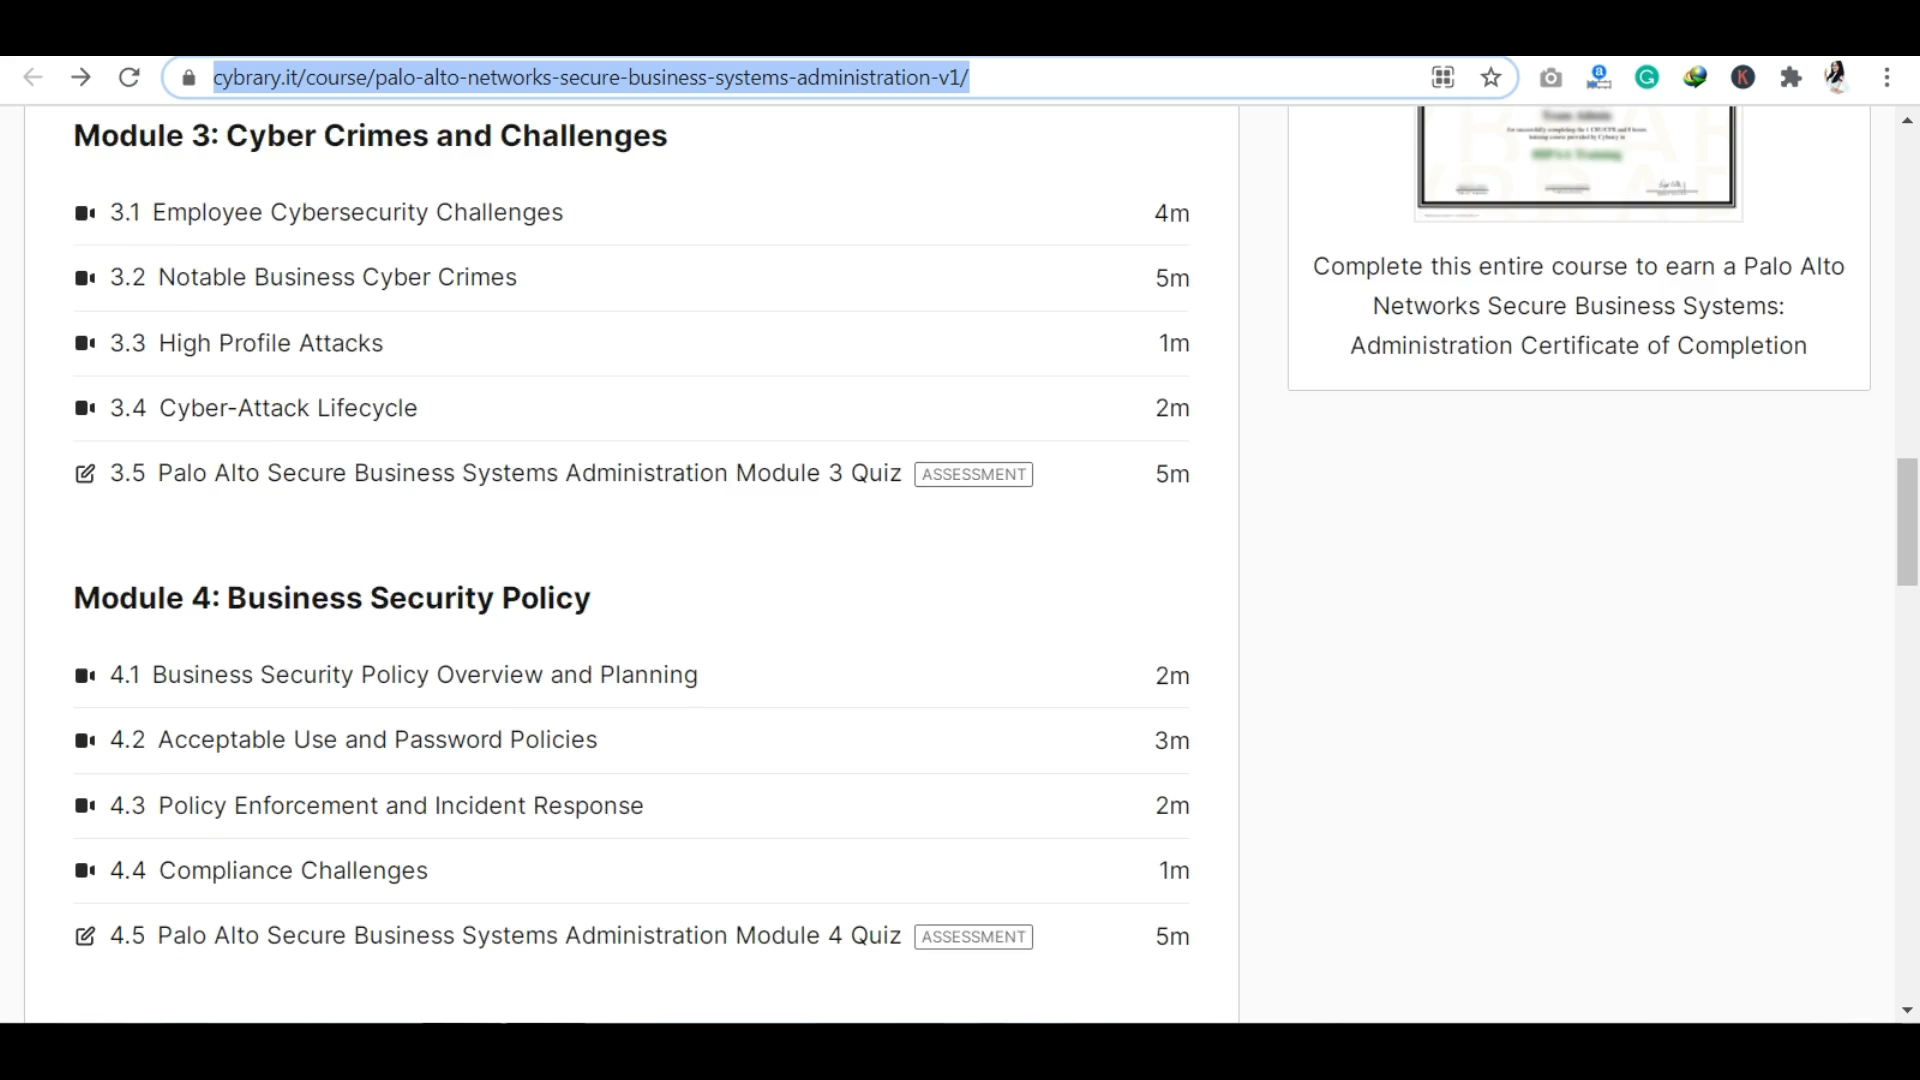 cybrary.it/course/palo-alto-networks-secure-business-systems-administration-v1/
Module 3: Cyber Crimes and Challenges
3.1 Employee Cybersecurity Challenges 4m
3.2 Notable Business Cyber Crimes 5m
3.3 High Profile Attacks 1m
3.4 Cyber-Attack Lifecycle 2m
3.5 Palo Alto Secure Business Systems Administration Module 3 Quiz ASSESSMENT 5m
Module 4: Business Security Policy
4.1 Business Security Policy Overview and Planning 2m
4.2 Acceptable Use and Password Policies 3m
4.3 Policy Enforcement and Incident Response 2m
4.4 Compliance Challenges 1m
4.5 Palo Alto Secure Business Systems Administration Module 4 Quiz ASSESSMENT 5m
Complete this entire course to earn a Palo Alto
Networks Secure Business Systems:
Administration Certificate of Completion